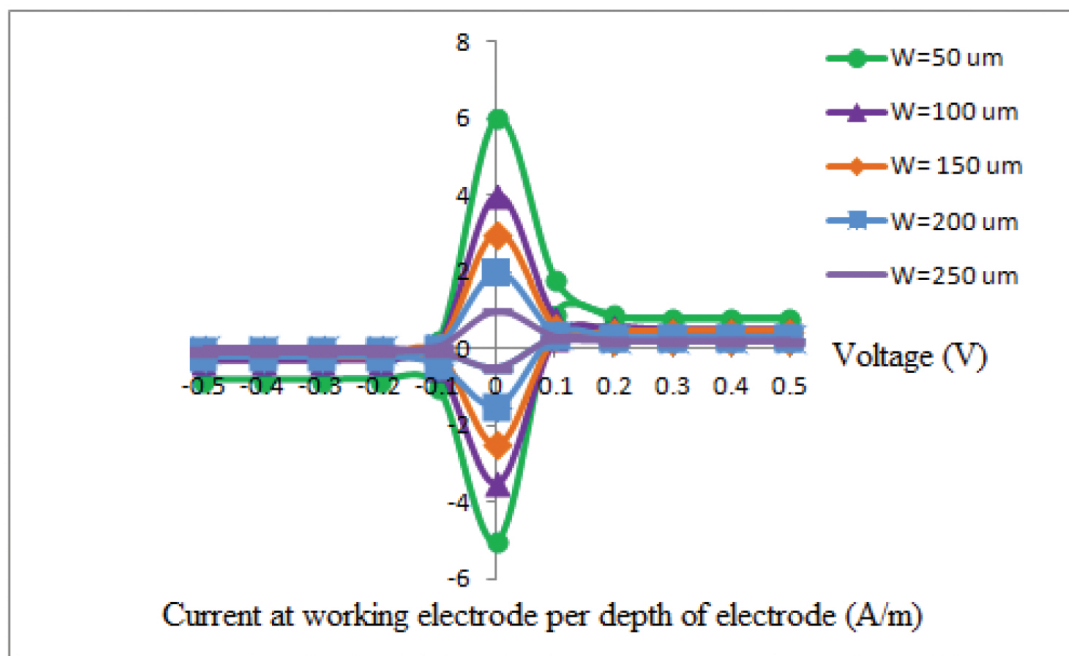 8
W=50 um
6
W=100 um
4
W= 150 um
2
W=200 um
W=250 um
0
Voltage (V)
-0.5 -0.4 -0.3 -0.2 -0.1 0 0.1 0.2 0.3 0.4 0.5
-2
-4
-6
Current at working electrode per depth of electrode (A/m)